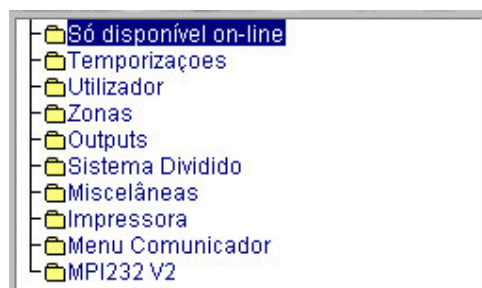 Só disponível on-line
Temporizaçoes
Utilizador
Zonas
Outputs
Sistema Dividido
Miscelâneas
Impressora
Menu Comunicador
MPI232 V2